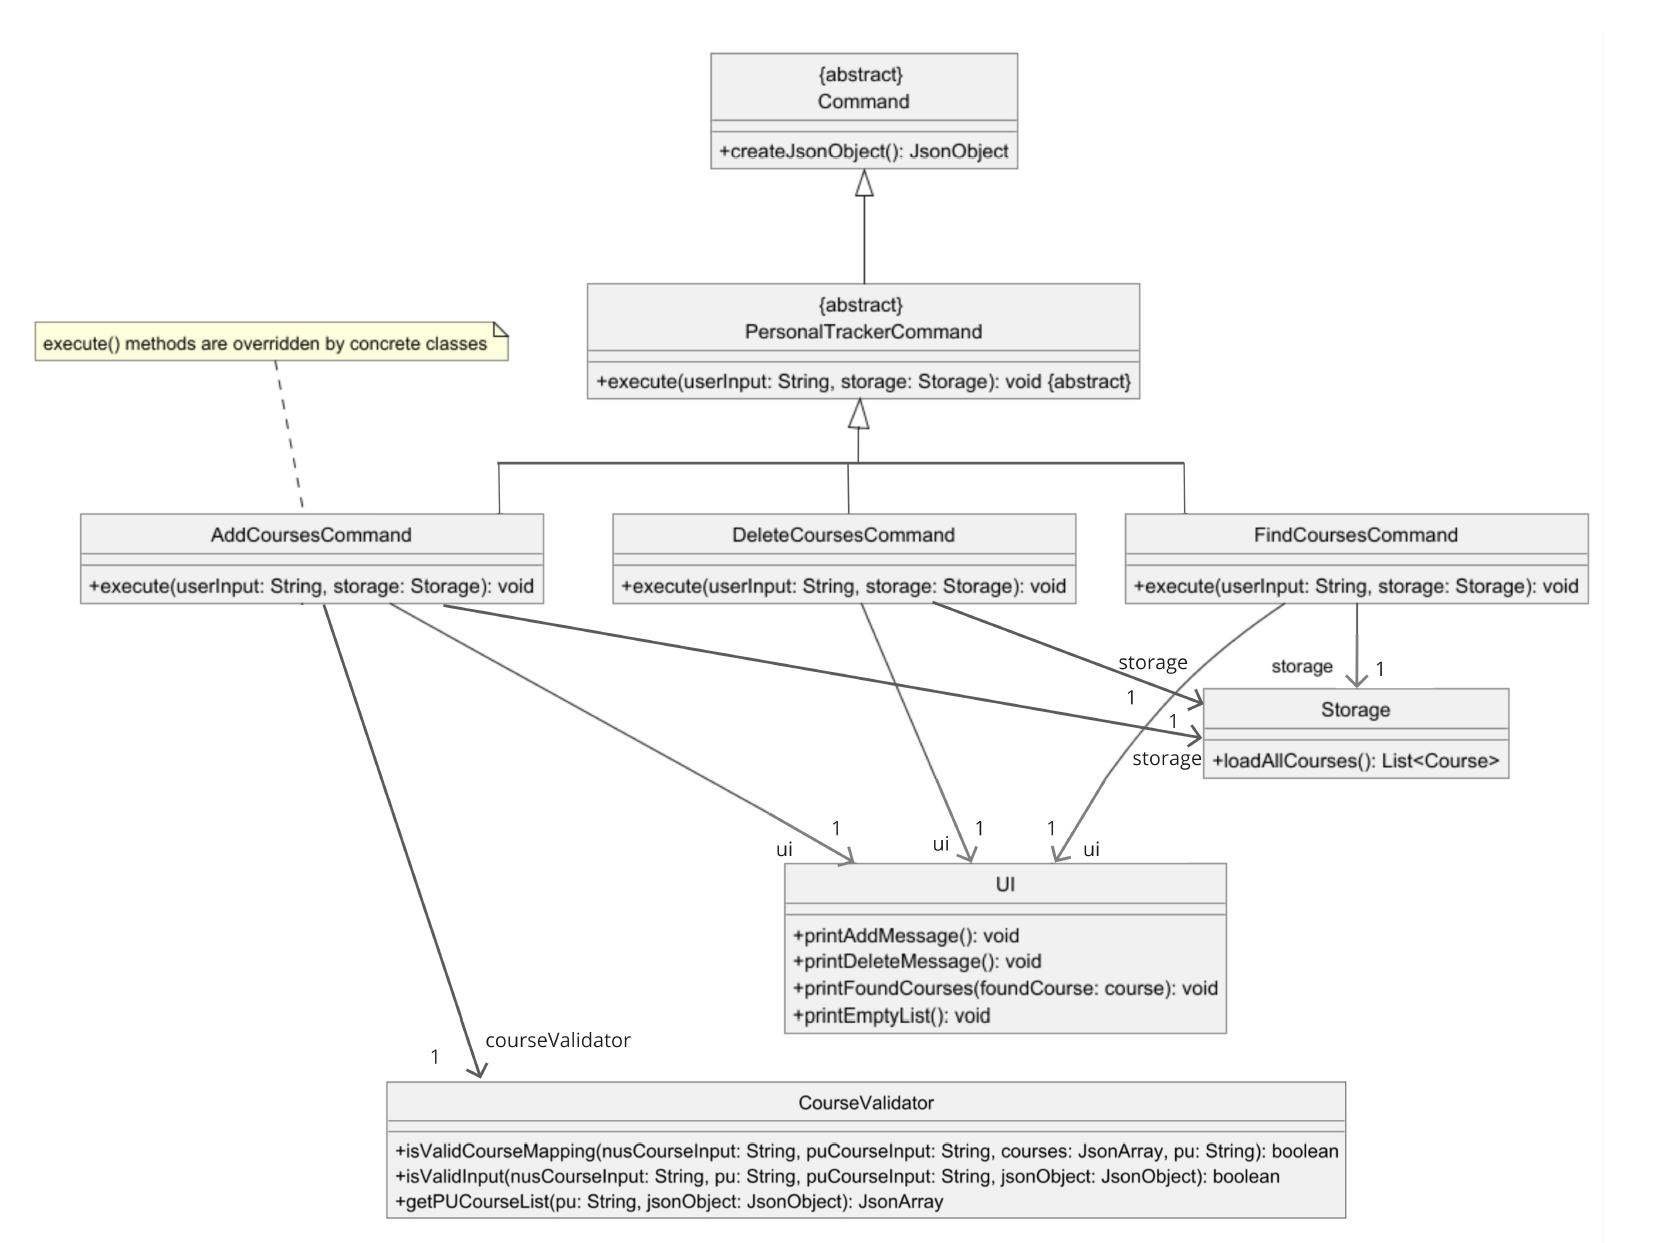 {abstract}
Command
+createJsonObject(): JsonObject
{abstract}
PersonalTrackerCommand
+execute(userInput: String, storage: Storage): void {abstract}
execute() methods are overridden by concrete classes
AddCoursesCommand
+execute(userInput: String, storage: Storage): void
DeleteCoursesCommand
+execute(userInput: String, storage: Storage): void
FindCoursesCommand
+execute(userInput: String, storage: Storage): void
storage
1
storage
1
1
storage
Storage
+loadAllCourses(): List<Course>
1
ui
1
ui
1
ui
UI
+printAddMessage(): void
+printDeleteMessage(): void
+printFoundCourses(foundCourse: course): void
+printEmptyList(): void
1
courseValidator
CourseValidator
+isValidCourseMapping(nusCourseInput: String, puCourseInput: String, courses: JsonArray, pu: String): boolean
+isValidInput(nusCourseInput: String, pu: String, puCourseInput: String, jsonObject: JsonObject): boolean
+getPUCourseList(pu: String, jsonObject: JsonObject): JsonArray